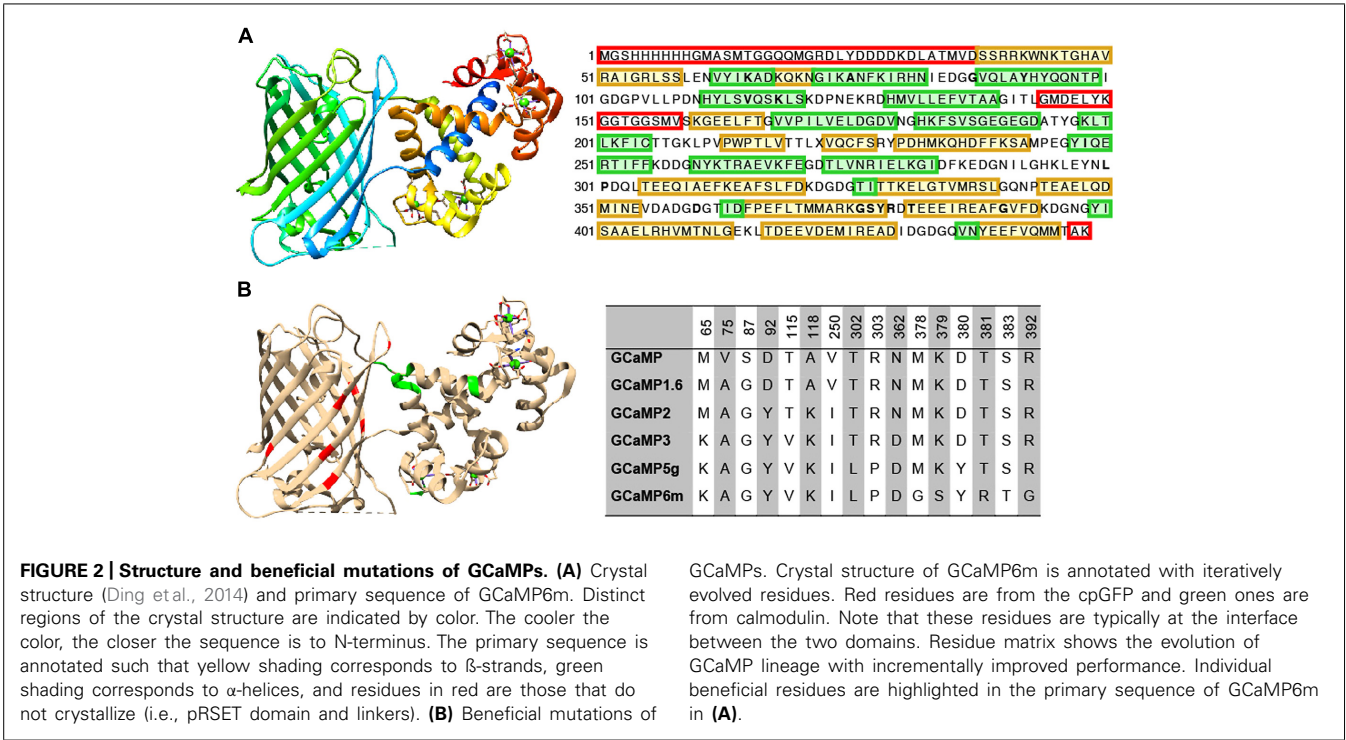 A
1 MGSHHHHHHGMASMTGGQQMGRDLYDDDDKDLATMVDSSRRKWNKTGHAV
51 RAIGRLSSLENVYIKADKQKNGIKANFKIRHNIEDGGVQLAYHYQQNTPI
101 GDGPVLLPDNHYLSVQSKLSKDPNEKRDHMVLLEFVTAAGITLGMDELYK
151 GGTGGSMVSKGEELFTGVVPILVELDGDVNGHKFSVSGEGEGDATYGKLT
201 LKFICTTGKLPVPWPTLVTTLXVQCFSRYPDHMKQHDFFKSAMPEGYIQE
251 RTIFFKDDGNYKTRAEVKFEGDTLVNRIELKGIDFKEDGNILGHKLEYNL
301 PDQLTEEQIAEFKEAFSLFDKDGDGTITTKELGTVMRSLGQNPTEAELQD
351 MINEVDADGDGTIDFPEFLTMMARKGSYRDTEEEIREAFGVFDKDGNGYI
401 SAAELRHVMTNLGEKLTDEEVDEMIREADIDGDGQVNYEEFVQMMTAK
B
65 75 87 92 115 118 250 302 303 362 378 379 380 381 383 392
GCaMP M V S D T A V T R N M K D T S R
GCaMP1.6 M A G D T A V T R N M K D T S R
GCaMP2 M A G Y T K I T R N M K D T S R
GCaMP3 K A G Y V K I T R D M K D T S R
GCaMP5g K A G Y V K I L P D M K Y T S R
GCaMP6m K A G Y V K I L P D G S Y R T G
FIGURE 2 | Structure and beneficial mutations of GCaMPs. (A) Crystal
structure (Ding et al., 2014) and primary sequence of GCaMP6m. Distinct
regions of the crystal structure are indicated by color. The cooler the
color, the closer the sequence is to N-terminus. The primary sequence is
annotated such that yellow shading corresponds to ß-strands, green
shading corresponds to α-helices, and residues in red are those that do
not crystallize (i.e., pRSET domain and linkers). (B) Beneficial mutations of
GCaMPs. Crystal structure of GCaMP6m is annotated with iteratively
evolved residues. Red residues are from the cpGFP and green ones are
from calmodulin. Note that these residues are typically at the interface
between the two domains. Residue matrix shows the evolution of
GCaMP lineage with incrementally improved performance. Individual
beneficial residues are highlighted in the primary sequence of GCaMP6m
in (A).